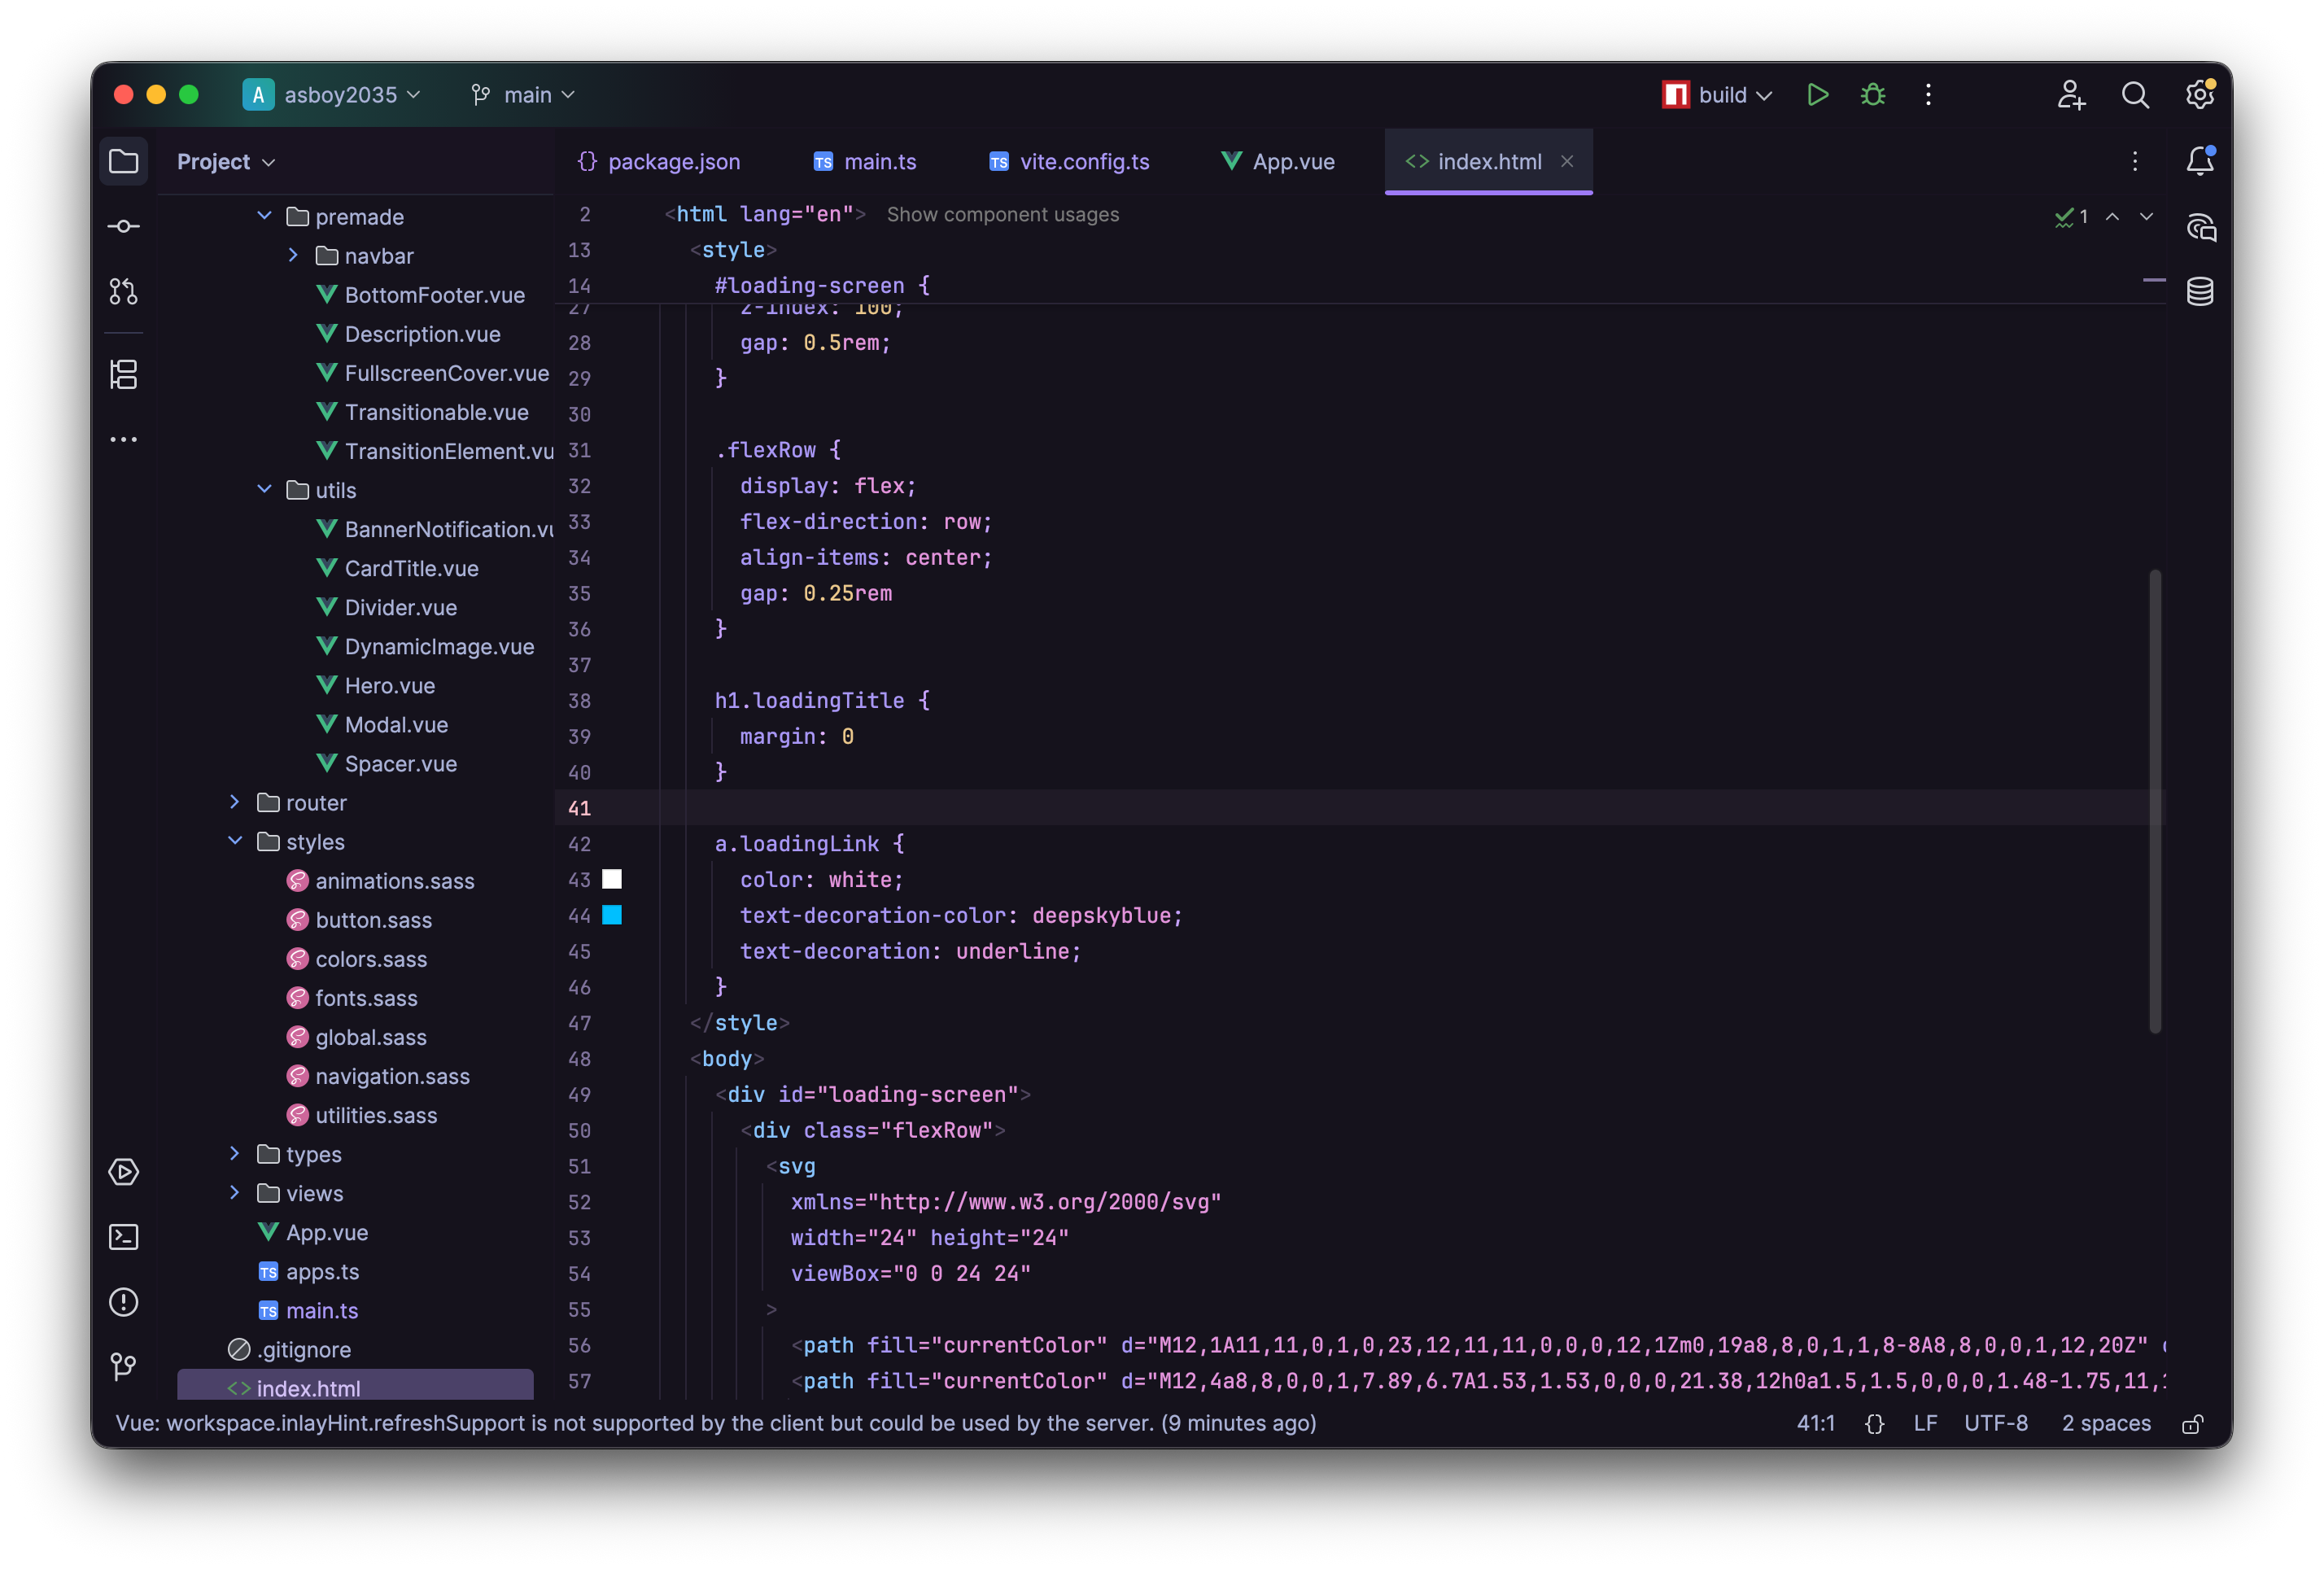 A asboy2035 main build
Project
package.json main.ts vite.config.ts App.vue index.html
premade
navbar
BottomFooter.vue
Description.vue
FullscreenCover.vue
Transitionable.vue
TransitionElement.vu
utils
BannerNotification.vu
CardTitle.vue
Divider.vue
DynamicImage.vue
Hero.vue
Modal.vue
Spacer.vue
router
styles
animations.sass
button.sass
colors.sass
fonts.sass
global.sass
navigation.sass
utilities.sass
types
views
App.vue
TS apps.ts
TS main.ts
.gitignore
<> index.html
2 <html lang="en"> Show component usages 1
13 <style>
14 #loading-screen {
27 z-index: 100;
28 gap: 0.5rem;
29 }
30
31 .flexRow {
32 display: flex;
33 flex-direction: row;
34 align-items: center;
35 gap: 0.25rem
36 }
37
38 h1.loadingTitle {
39 margin: 0
40 }
41
42 a.loadingLink {
43 color: white;
44 text-decoration-color: deepskyblue;
45 text-decoration: underline;
46 }
47 </style>
48 <body>
49 <div id="loading-screen">
50 <div class="flexRow">
51 <svg
52 xmlns="http://www.w3.org/2000/svg"
53 width="24" height="24"
54 viewBox="0 0 24 24"
55 >
56 <path fill="currentColor" d="M12,1A11,11,0,1,0,23,12,11,11,0,0,0,12,1Zm0,19a8,8,0,1,1,8-8A8,8,0,0,1,12,20Z"
57 <path fill="currentColor" d="M12,4a8,8,0,0,1,7.89,6.7A1.53,1.53,0,0,0,21.38,12h0a1.5,1.5,0,0,0,1.48-1.75,11,
Vue: workspace.inlayHint.refreshSupport is not supported by the client but could be used by the server. (9 minutes ago) 41:1 {} LF UTF-8 2 spaces